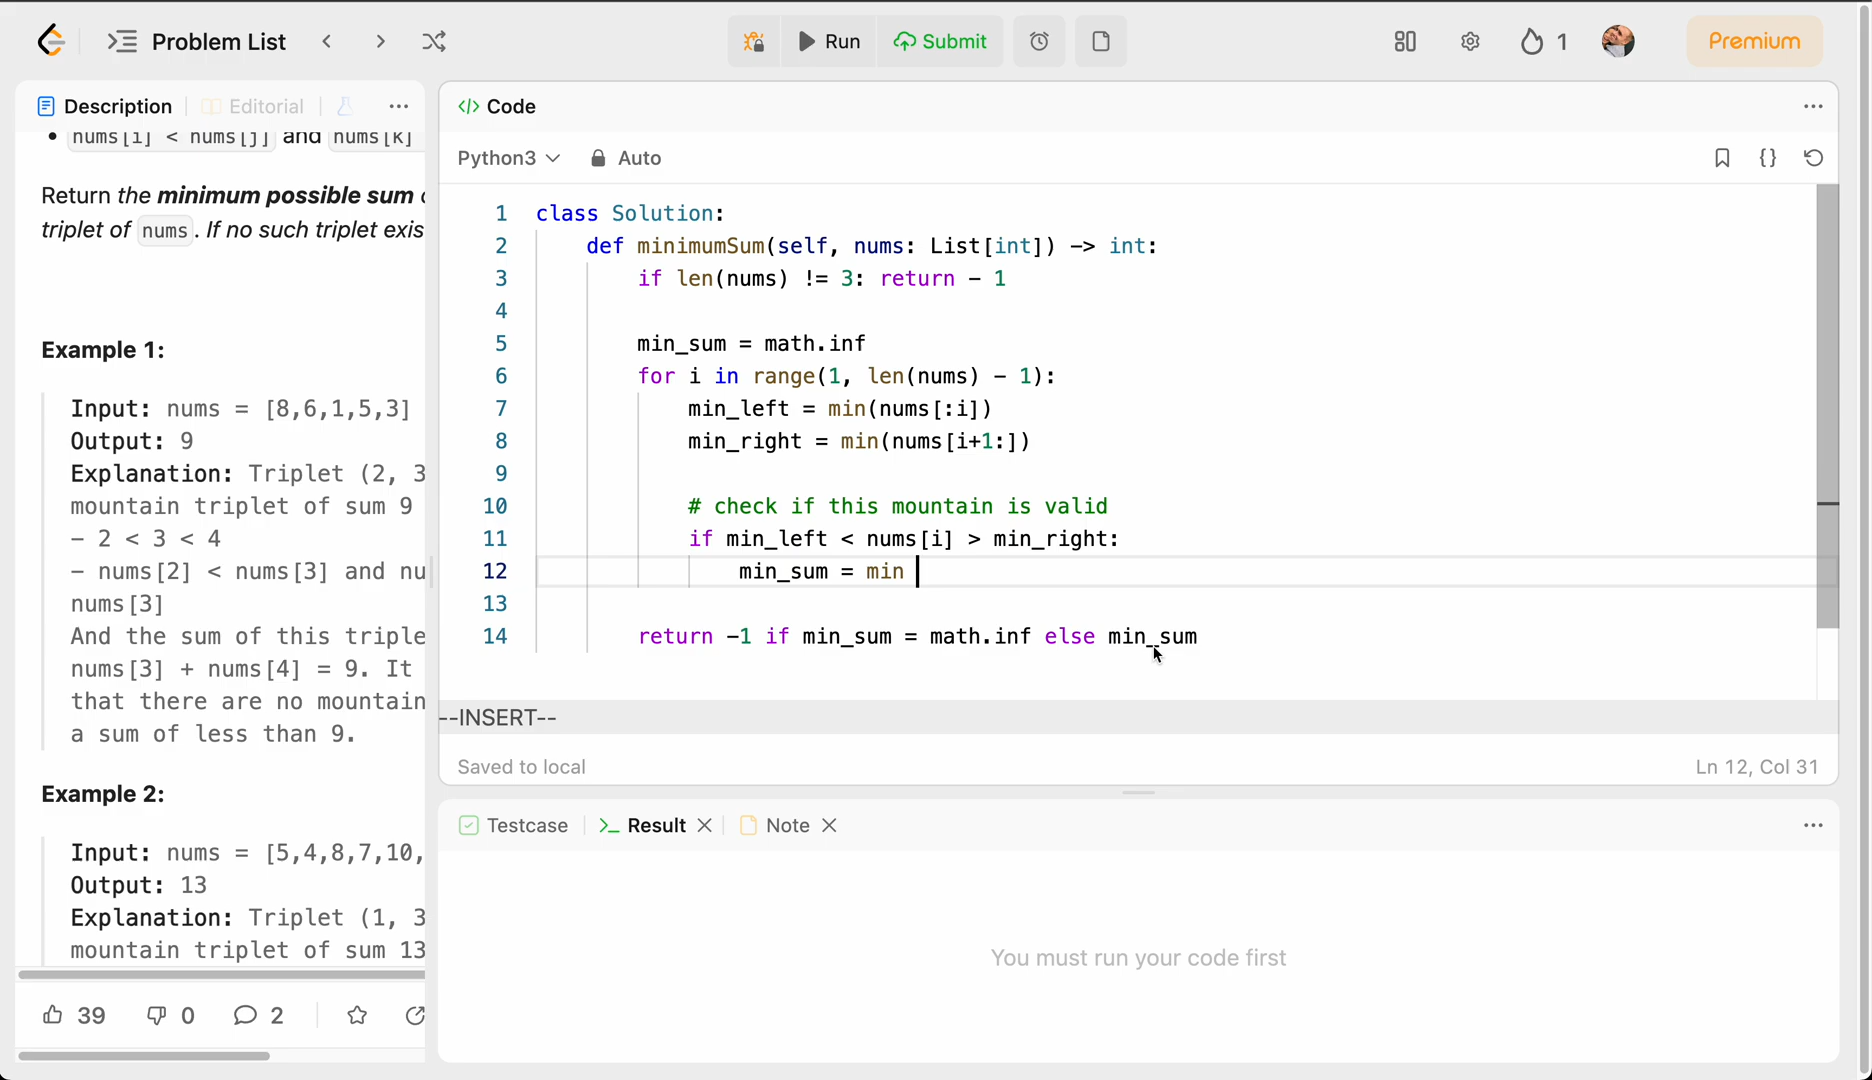 Problem List
Run
Submit
1
Premium
Description
Editorial
nums[i] < nums[j] and nums[k]
Return the minimum possible sum
triplet of nums. If no such triplet exis
Example 1:
Input: nums = [8,6,1,5,3]
Output: 9
Explanation: Triplet (2, 3
mountain triplet of sum 9
- 2 < 3 < 4
- nums[2] < nums[3] and nu
nums[3]
And the sum of this triple
nums[3] + nums[4] = 9. It
that there are no mountain
a sum of less than 9.
Example 2:
Input: nums = [5,4,8,7,10,
Output: 13
Explanation: Triplet (1, 3
mountain triplet of sum 13
39
0
2
</> Code
Python3
Auto
{}
1 class Solution:
2 def minimumSum(self, nums: List[int]) -> int:
3 if len(nums) != 3: return - 1
4
5 min_sum = math.inf
6 for i in range(1, len(nums) - 1):
7 min_left = min(nums[:i])
8 min_right = min(nums[i+1:])
9
10 # check if this mountain is valid
11 if min_left < nums[i] > min_right:
12 min_sum = min
13
14 return -1 if min_sum = math.inf else min_sum
--INSERT--
Saved to local
Ln 12, Col 31
Testcase
Result
Note
You must run your code first